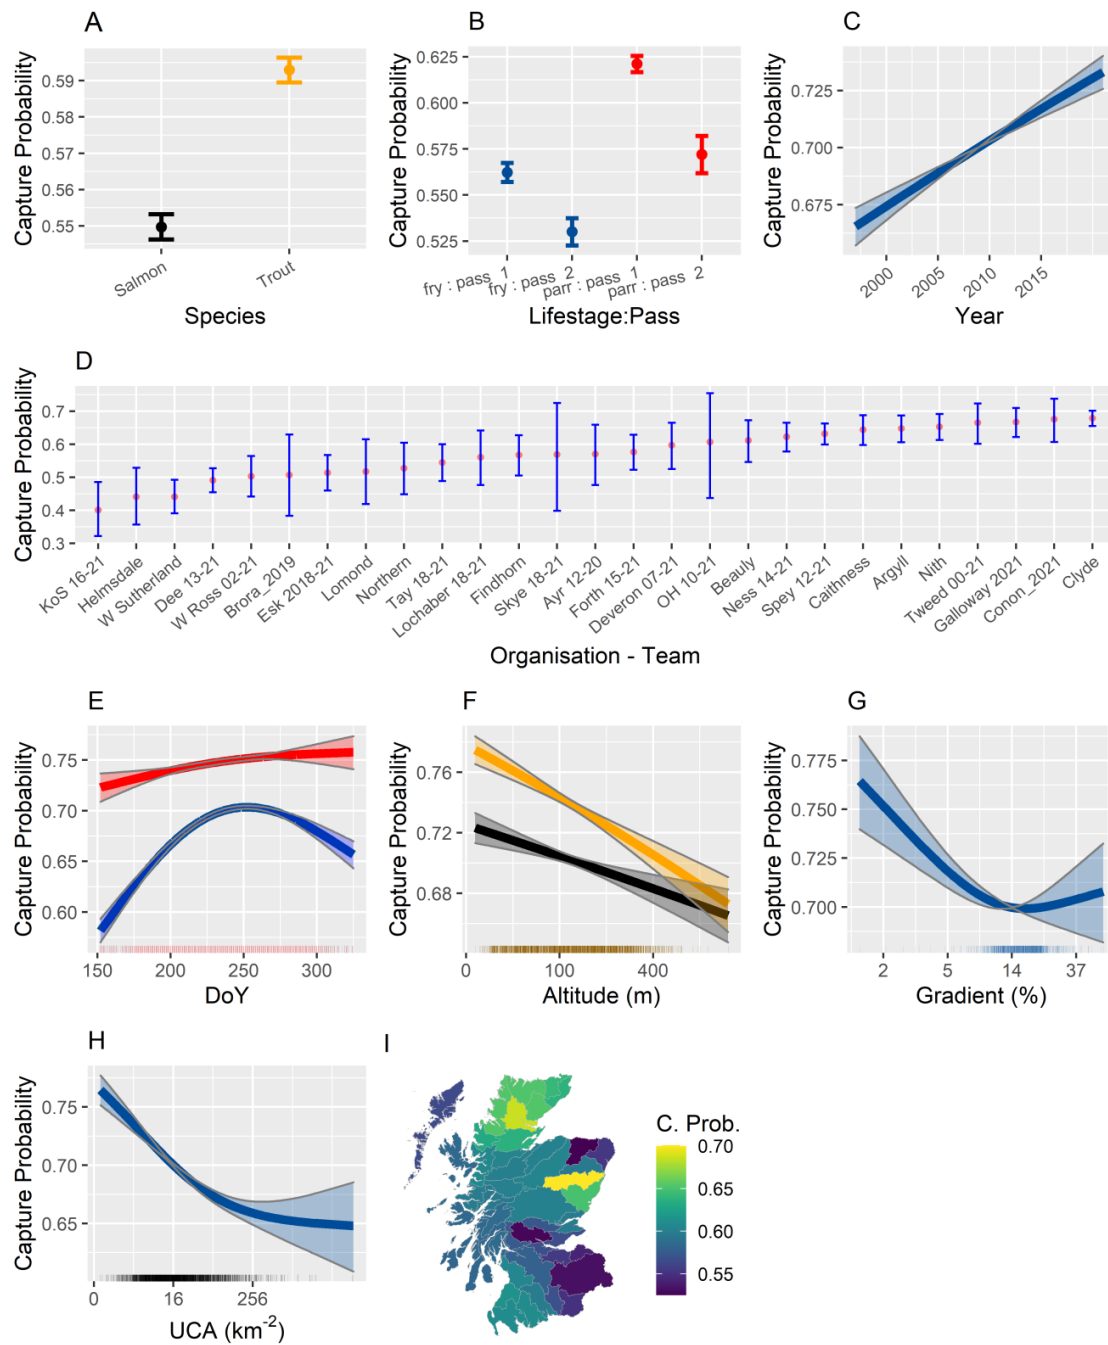 A
Capture Probability
0.59
0.58
0.57
0.56
0.55
Salmon
Trout
Species
B
Capture Probability
0.625
0.600
0.575
0.550
0.525
fry : pass_1
fry : pass_2
parr : pass_1
parr : pass_2
Lifestage:Pass
C
Capture Probability
0.725
0.700
0.675
2000
2005
2010
2015
Year
D
Capture Probability
0.7
0.6
0.5
0.4
0.3
KoS 16-21
Helmsdale
W Sutherland
Dee 13-21
W Ross 02-21
Brora_2019
Esk 2018-21
Lomond
Northern
Tay 18-21
Lochaber 18-21
Findhorn
Skye 18-21
Ayr 12-20
Forth 15-21
Deveron 07-21
OH 10-21
Beauly
Ness 14-21
Spey 12-21
Caithness
Argyll
Nith
Tweed 00-21
Galloway 2021
Conon_2021
Clyde
Organisation - Team
E
Capture Probability
0.75
0.70
0.65
0.60
150 200 250 300
DoY
F
Capture Probability
0.76
0.72
0.68
0 100 400
Altitude (m)
G
Capture Probability
0.775
0.750
0.725
0.700
2 5 14 37
Gradient (%)
H
Capture Probability
0.75
0.70
0.65
0 16 256
UCA (km-2)
I
C. Prob.
0.70
0.65
0.60
0.55